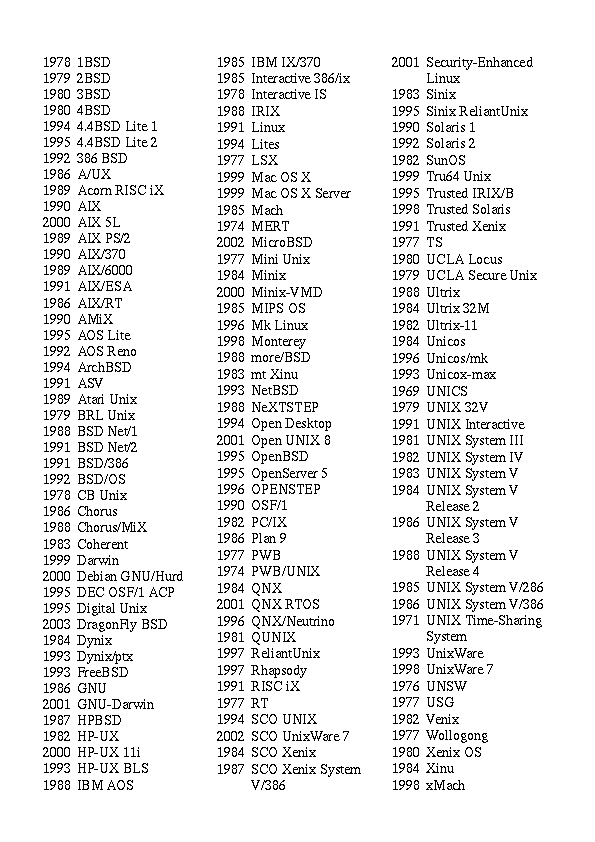 1978 1BSD
1979 2BSD
1980 3BSD
1980 4BSD
1994 4.4BSD Lite 1
1995 4.4BSD Lite 2
1992 386 BSD
1986 A/UX
1989 Acorn RISC iX
1990 AIX
2000 AIX 5L
1989 AIX PS/2
1990 AIX/370
1989 AIX/6000
1991 AIX/ESA
1986 AIX/RT
1990 AMiX
1995 AOS Lite
1992 AOS Reno
1994 ArchBSD
1991 ASV
1989 Atari Unix
1979 BRL Unix
1988 BSD Net/1
1991 BSD Net/2
1991 BSD/386
1992 BSD/OS
1978 CB Unix
1986 Chorus
1988 Chorus/MiX
1983 Coherent
1999 Darwin
2000 Debian GNU/Hurd
1995 DEC OSF/1 ACP
1995 Digital Unix
2003 DragonFly BSD
1984 Dynix
1993 Dynix/ptx
1993 FreeBSD
1986 GNU
2001 GNU-Darwin
1987 HPBSD
1982 HP-UX
2000 HP-UX 11i
1993 HP-UX BLS
1988 IBM AOS
1985 IBM IX/370
1985 Interactive 386/ix
1978 Interactive IS
1988 IRIX
1991 Linux
1994 Lites
1977 LSX
1999 Mac OS X
1999 Mac OS X Server
1985 Mach
1974 MERT
2002 MicroBSD
1977 Mini Unix
1984 Minix
2000 Minix-VMD
1985 MIPS OS
1996 Mk Linux
1998 Monterey
1988 more/BSD
1983 mt Xinu
1993 NetBSD
1988 NeXTSTEP
1994 Open Desktop
2001 Open UNIX 8
1995 OpenBSD
1995 OpenServer 5
1996 OPENSTEP
1990 OSF/1
1982 PC/IX
1986 Plan 9
1977 PWB
1974 PWB/UNIX
1984 QNX
2001 QNX RTOS
1996 QNX/Neutrino
1981 QUNIX
1997 ReliantUnix
1997 Rhapsody
1991 RISC iX
1977 RT
1994 SCO UNIX
2002 SCO UnixWare 7
1984 SCO Xenix
1987 SCO Xenix System
V/386
2001 Security-Enhanced
Linux
1983 Sinix
1995 Sinix ReliantUnix
1990 Solaris 1
1992 Solaris 2
1982 SunOS
1999 Tru64 Unix
1995 Trusted IRIX/B
1998 Trusted Solaris
1991 Trusted Xenix
1977 TS
1980 UCLA Locus
1979 UCLA Secure Unix
1988 Ultrix
1984 Ultrix 32M
1982 Ultrix-11
1984 Unicos
1996 Unicos/mk
1993 Unicox-max
1969 UNICS
1979 UNIX 32V
1991 UNIX Interactive
1981 UNIX System III
1982 UNIX System IV
1983 UNIX System V
1984 UNIX System V
Release 2
1986 UNIX System V
Release 3
1988 UNIX System V
Release 4
1985 UNIX System V/286
1986 UNIX System V/386
1971 UNIX Time-Sharing
System
1993 UnixWare
1998 UnixWare 7
1976 UNSW
1977 USG
1982 Venix
1977 Wollogong
1980 Xenix OS
1984 Xinu
1998 xMach